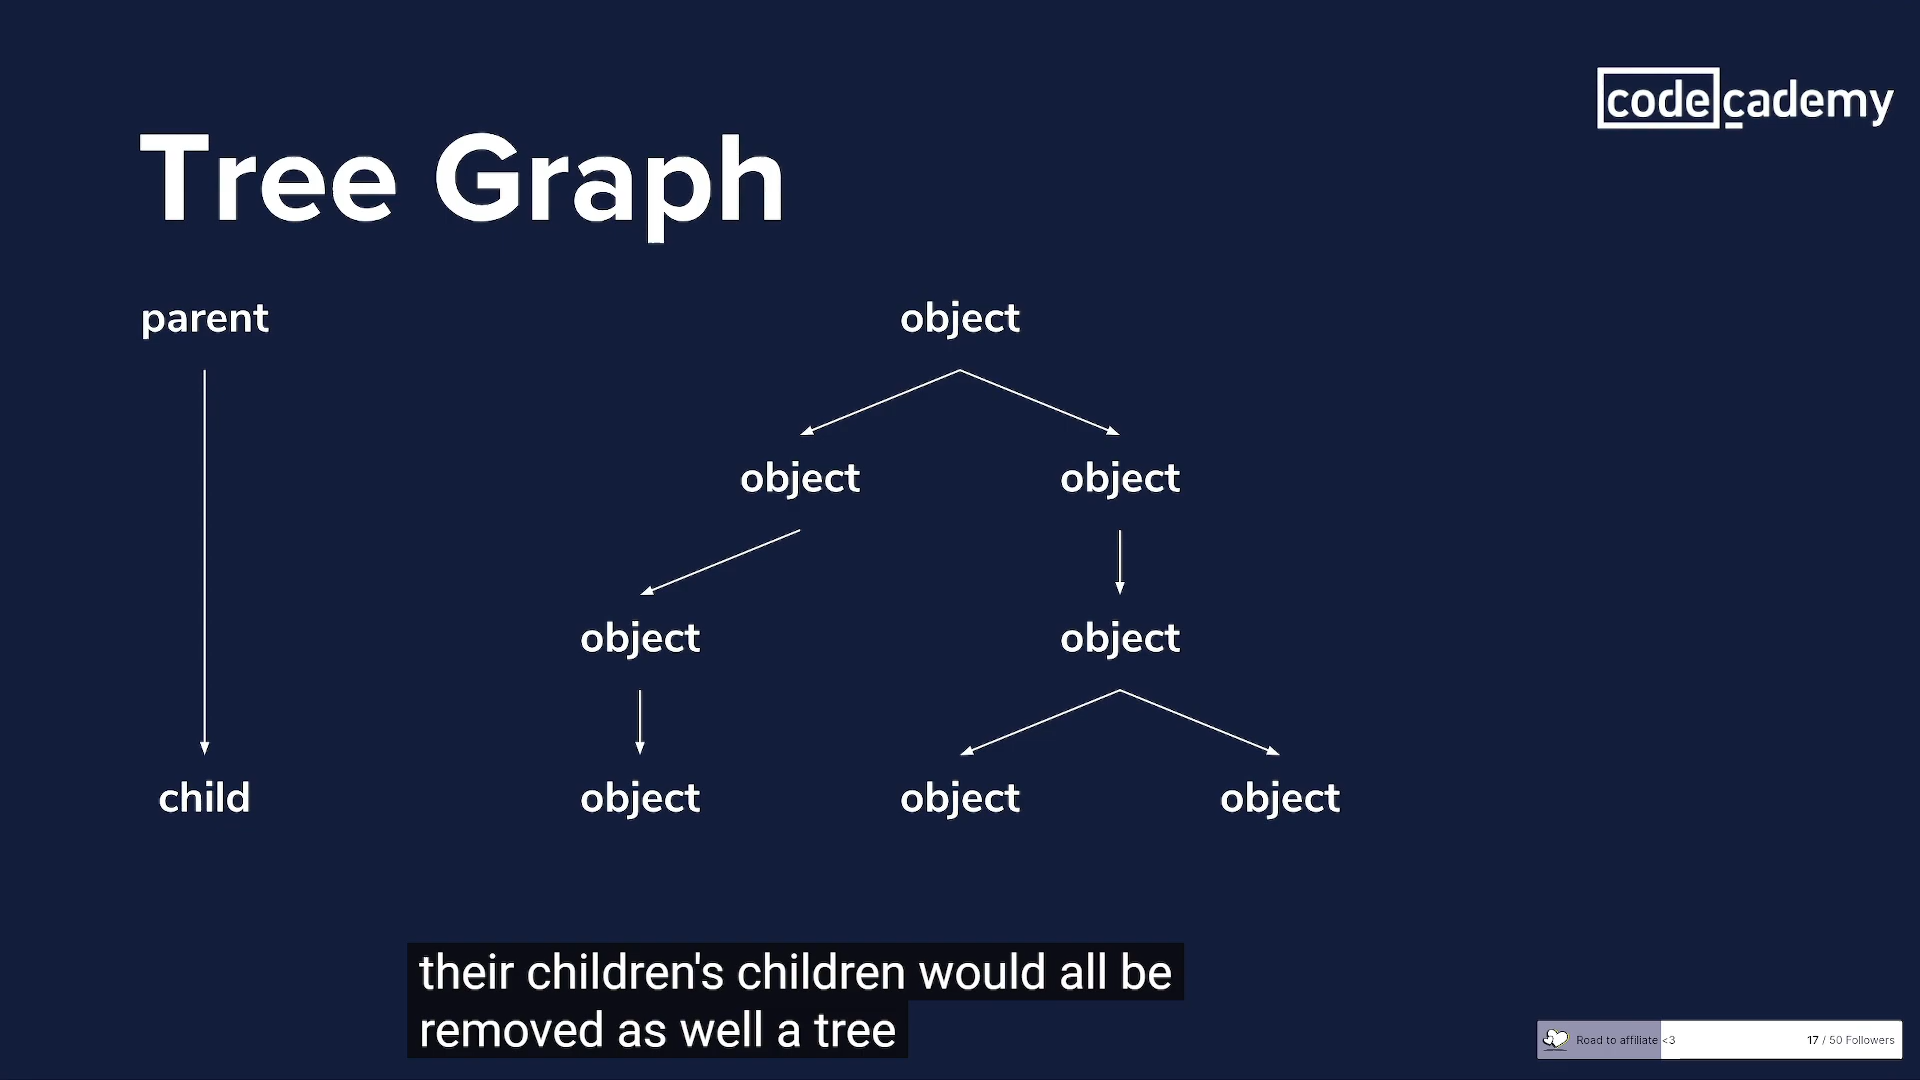 codecademy
Tree Graph
parent object
object object
object object
child object object object
their children's children would all be
removed as well a tree
Road to affiliate <3 17 / 50 Followers